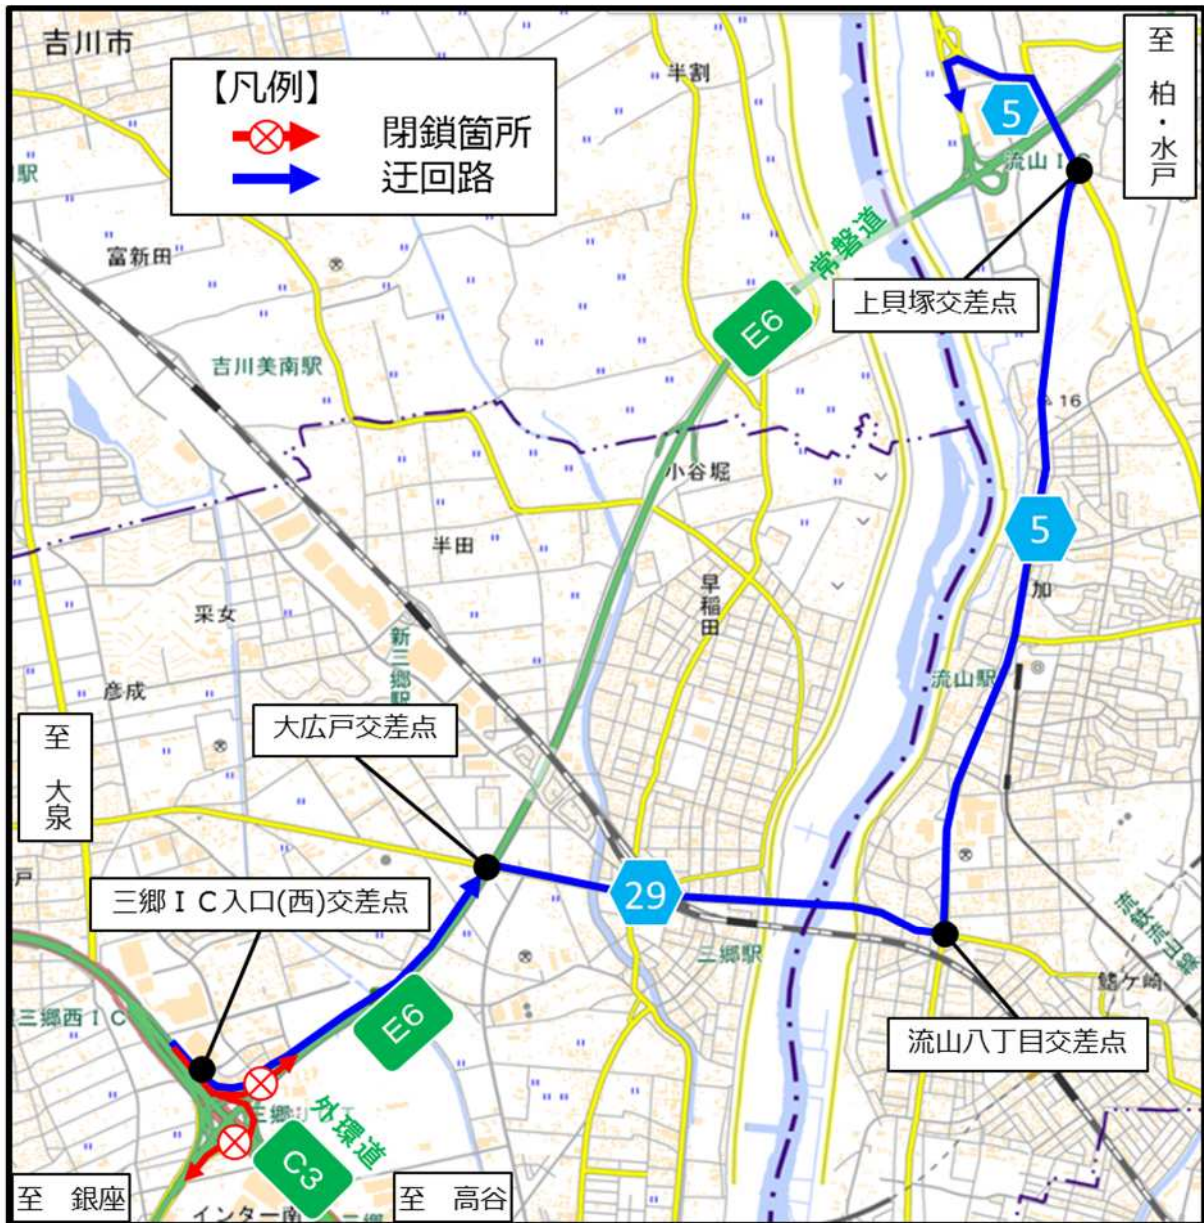 吉川市
【凡例】
閉鎖箇所
迂回路
半割
5
至 柏・水戸
流山IC
富新田
常磐道
上貝塚交差点
E6
吉川美南駅
16
小谷堀
半田
5
早稲田
加
采女
新三郷駅
流山駅
彦成
至 大泉
大広戸交差点
戸
三郷IC入口(西)交差点
29
三郷駅
流鉄流山線
鰭ケ崎
三郷西IC
E6
流山八丁目交差点
外環道
C3
至 銀座
至 高谷
インター南